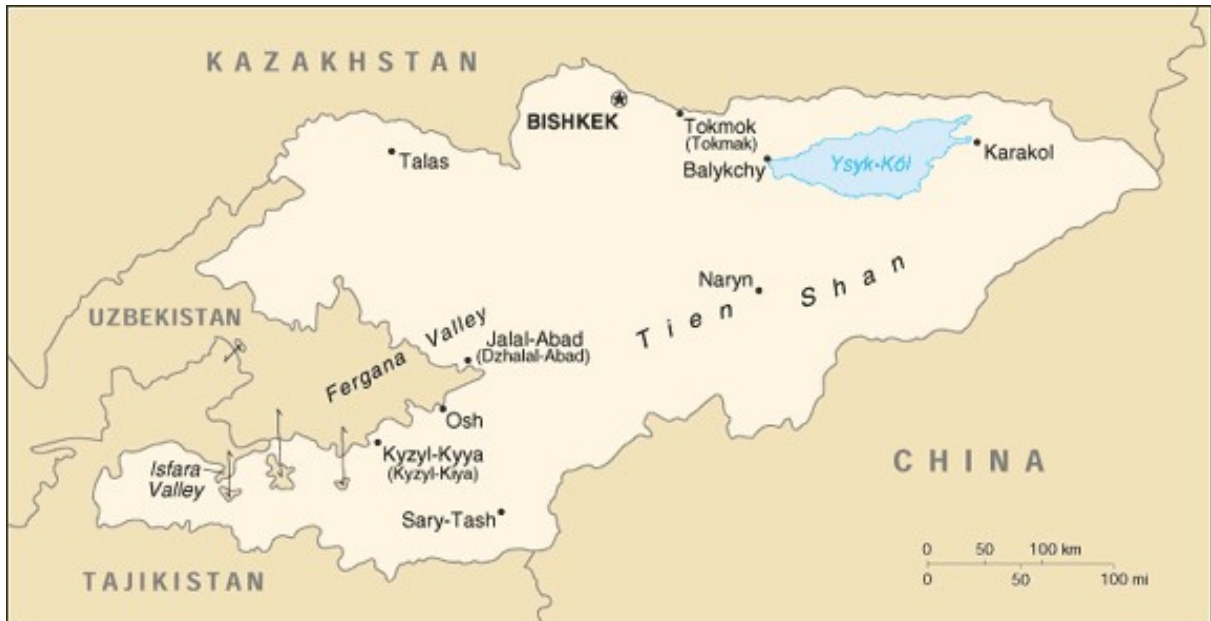 KAZAKHSTAN
BISHKEK
Tokmok
(Tokmak)
Talas
Balykchy
Ysyk-Köl
Karakol
Naryn
Tien Shan
UZBEKISTAN
Fergana Valley
Jalal-Abad
(Dzhalal-Abad)
Osh
Kyzyl-Kyya
(Kyzyl-Kiya)
Isfara
Valley
CHINA
Sary-Tash
TAJIKISTAN
0 50 100 km
0 50 100 mi